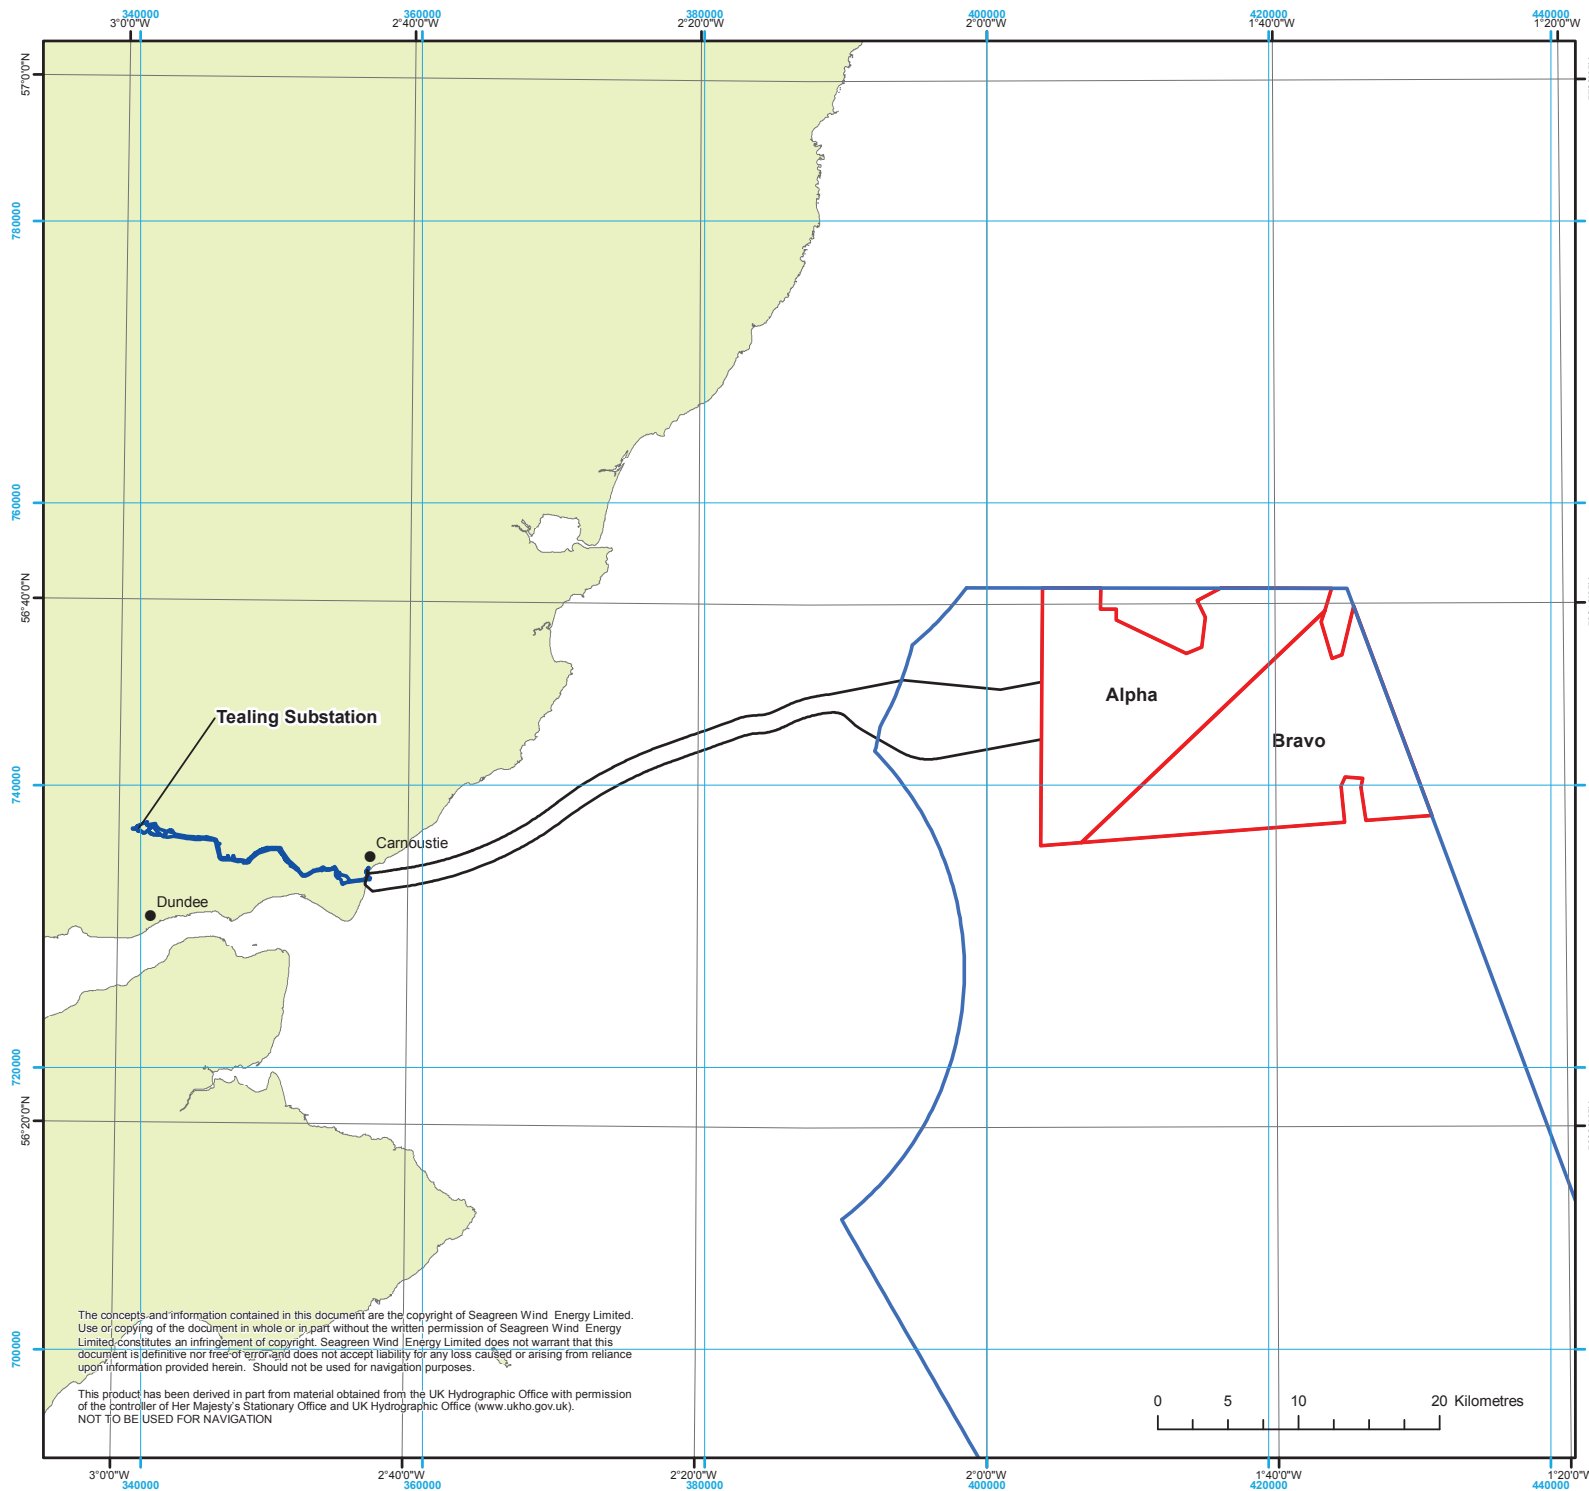 340000 360000 380000 400000 420000 440000
3°0'0"W 2°40'0"W 2°20'0"W 2°0'0"W 1°40'0"W 1°20'0"W
57°0'0"N
780000
760000
56°40'0"N
Alpha
Tealing Substation
Bravo
740000
Carnoustie
Dundee
720000
56°20'0"N
700000
The concepts and information contained in this document are the copyright of Seagreen Wind Energy Limited.
Use or copying of the document in whole or in part without the written permission of Seagreen Wind Energy
Limited constitutes an infringement of copyright. Seagreen Wind Energy Limited does not warrant that this
document is definitive nor free of error and does not accept liability for any loss caused or arising from reliance
upon information provided herein. Should not be used for navigation purposes.
This product has been derived in part from material obtained from the UK Hydrographic Office with permission
of the controller of Her Majesty's Stationary Office and UK Hydrographic Office (www.ukho.gov.uk).
NOT TO BE USED FOR NAVIGATION
0 5 10 20 Kilometres
3°0'0"W 2°40'0"W 2°20'0"W 2°0'0"W 1°40'0"W 1°20'0"W
340000 360000 380000 400000 420000 440000